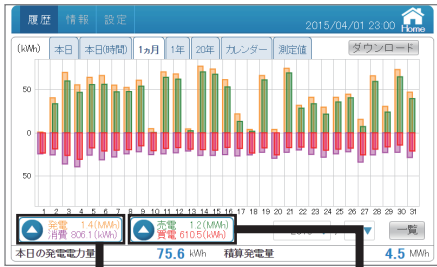 履歴 情報 設定 2015/04/01 23:00 Home
(kWh) 本日 本日(時間) 1ヵ月 1年 20年 カレンダー 測定値 ダウンロード
50
0
50
1 2 3 4 5 6 7 8 9 10 11 12 13 14 15 16 17 18 19 20 21 22 23 24 25 26 27 28 29 30 31
発電 1.4(MWh) 売電 1.2(MWh)
消費 806.1(kWh) 買電 610.5(kWh) 一覧
本日の発電電力量 75.6 kWh 積算発電量 4.5 MWh